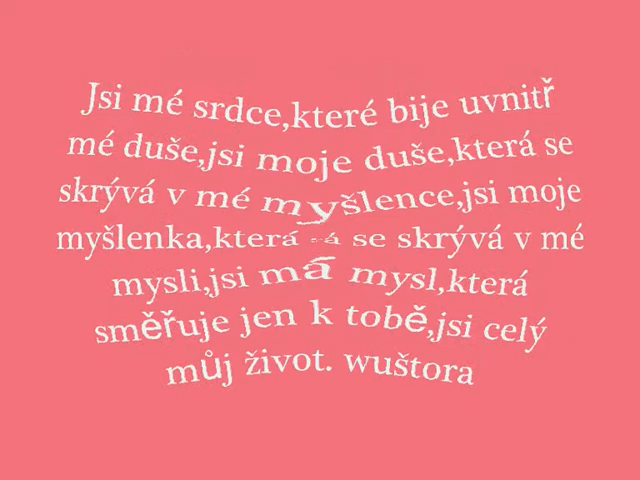 Jsi mé srdce,které bije uvnitř
mé duše,jsi moje duše,která se
skrývá v mé myšlence,jsi moje
myšlenka,která se skrývá v mé
mysli,jsi má mysl,která
směřuje jen k tobě,jsi celý
můj život. wuštora